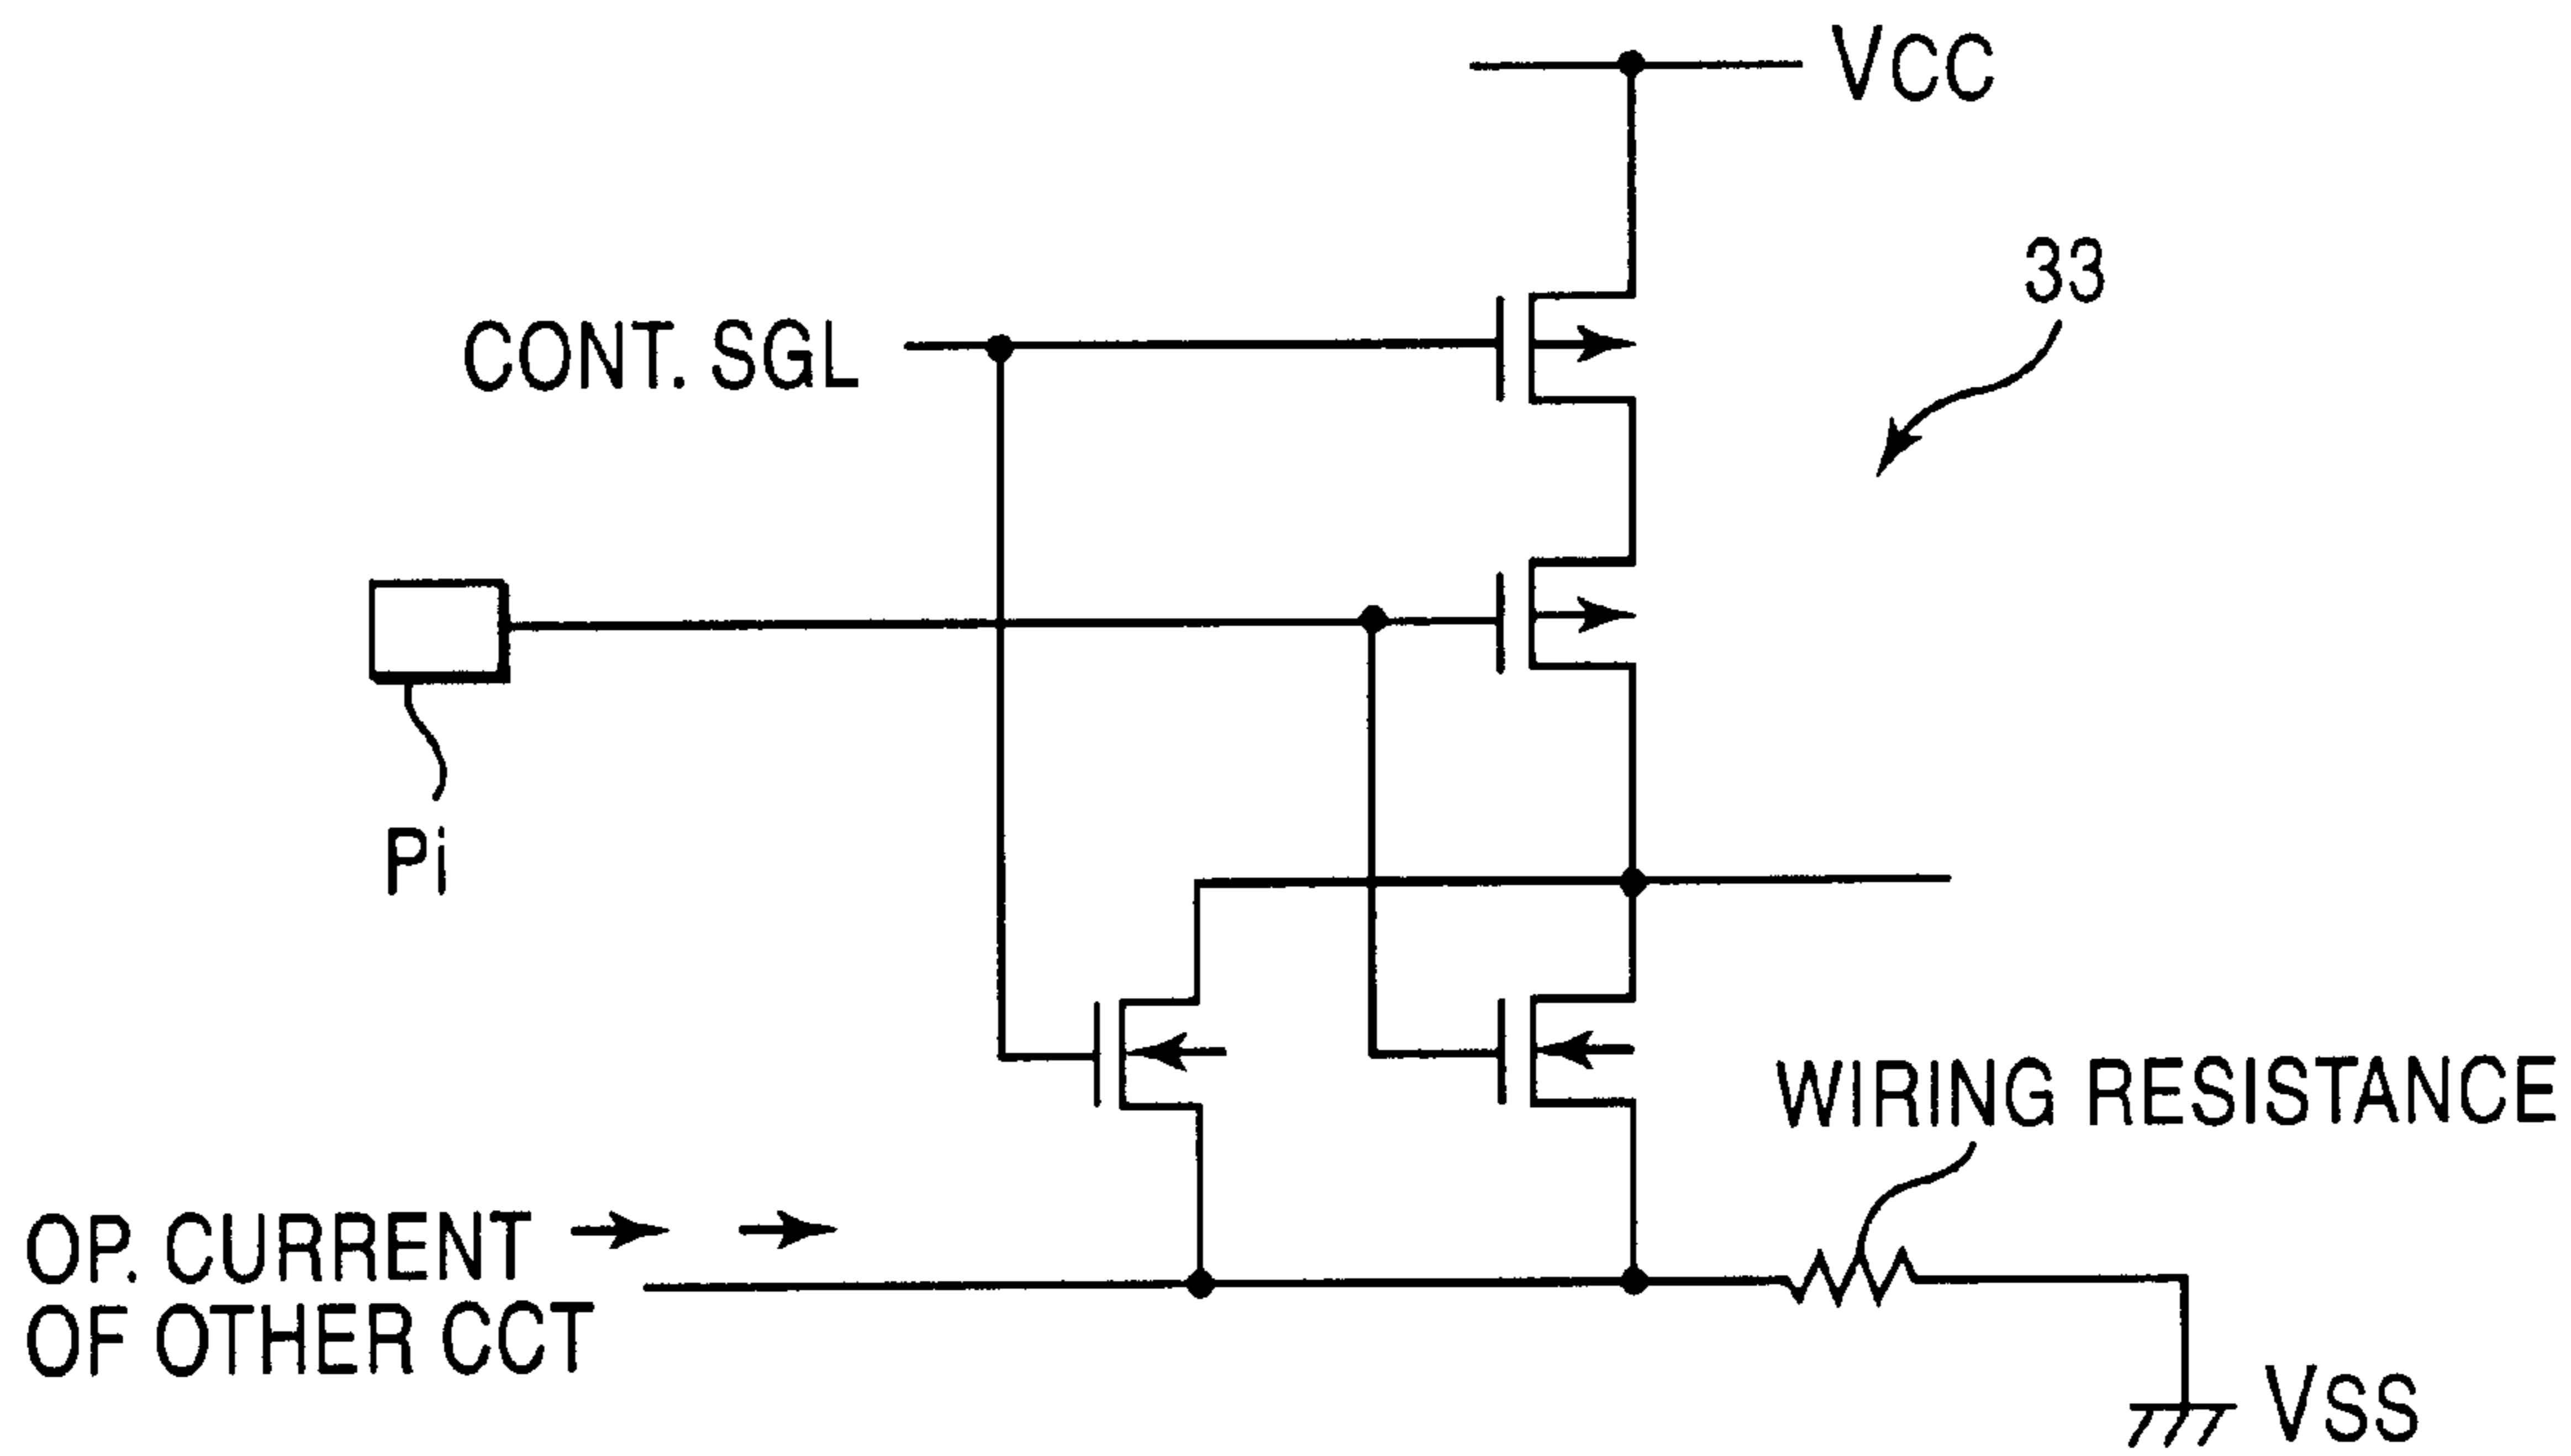 VCC
33
CONT. SGL
Pi
WIRING RESISTANCE
OP. CURRENT
OF OTHER CCT
VSS